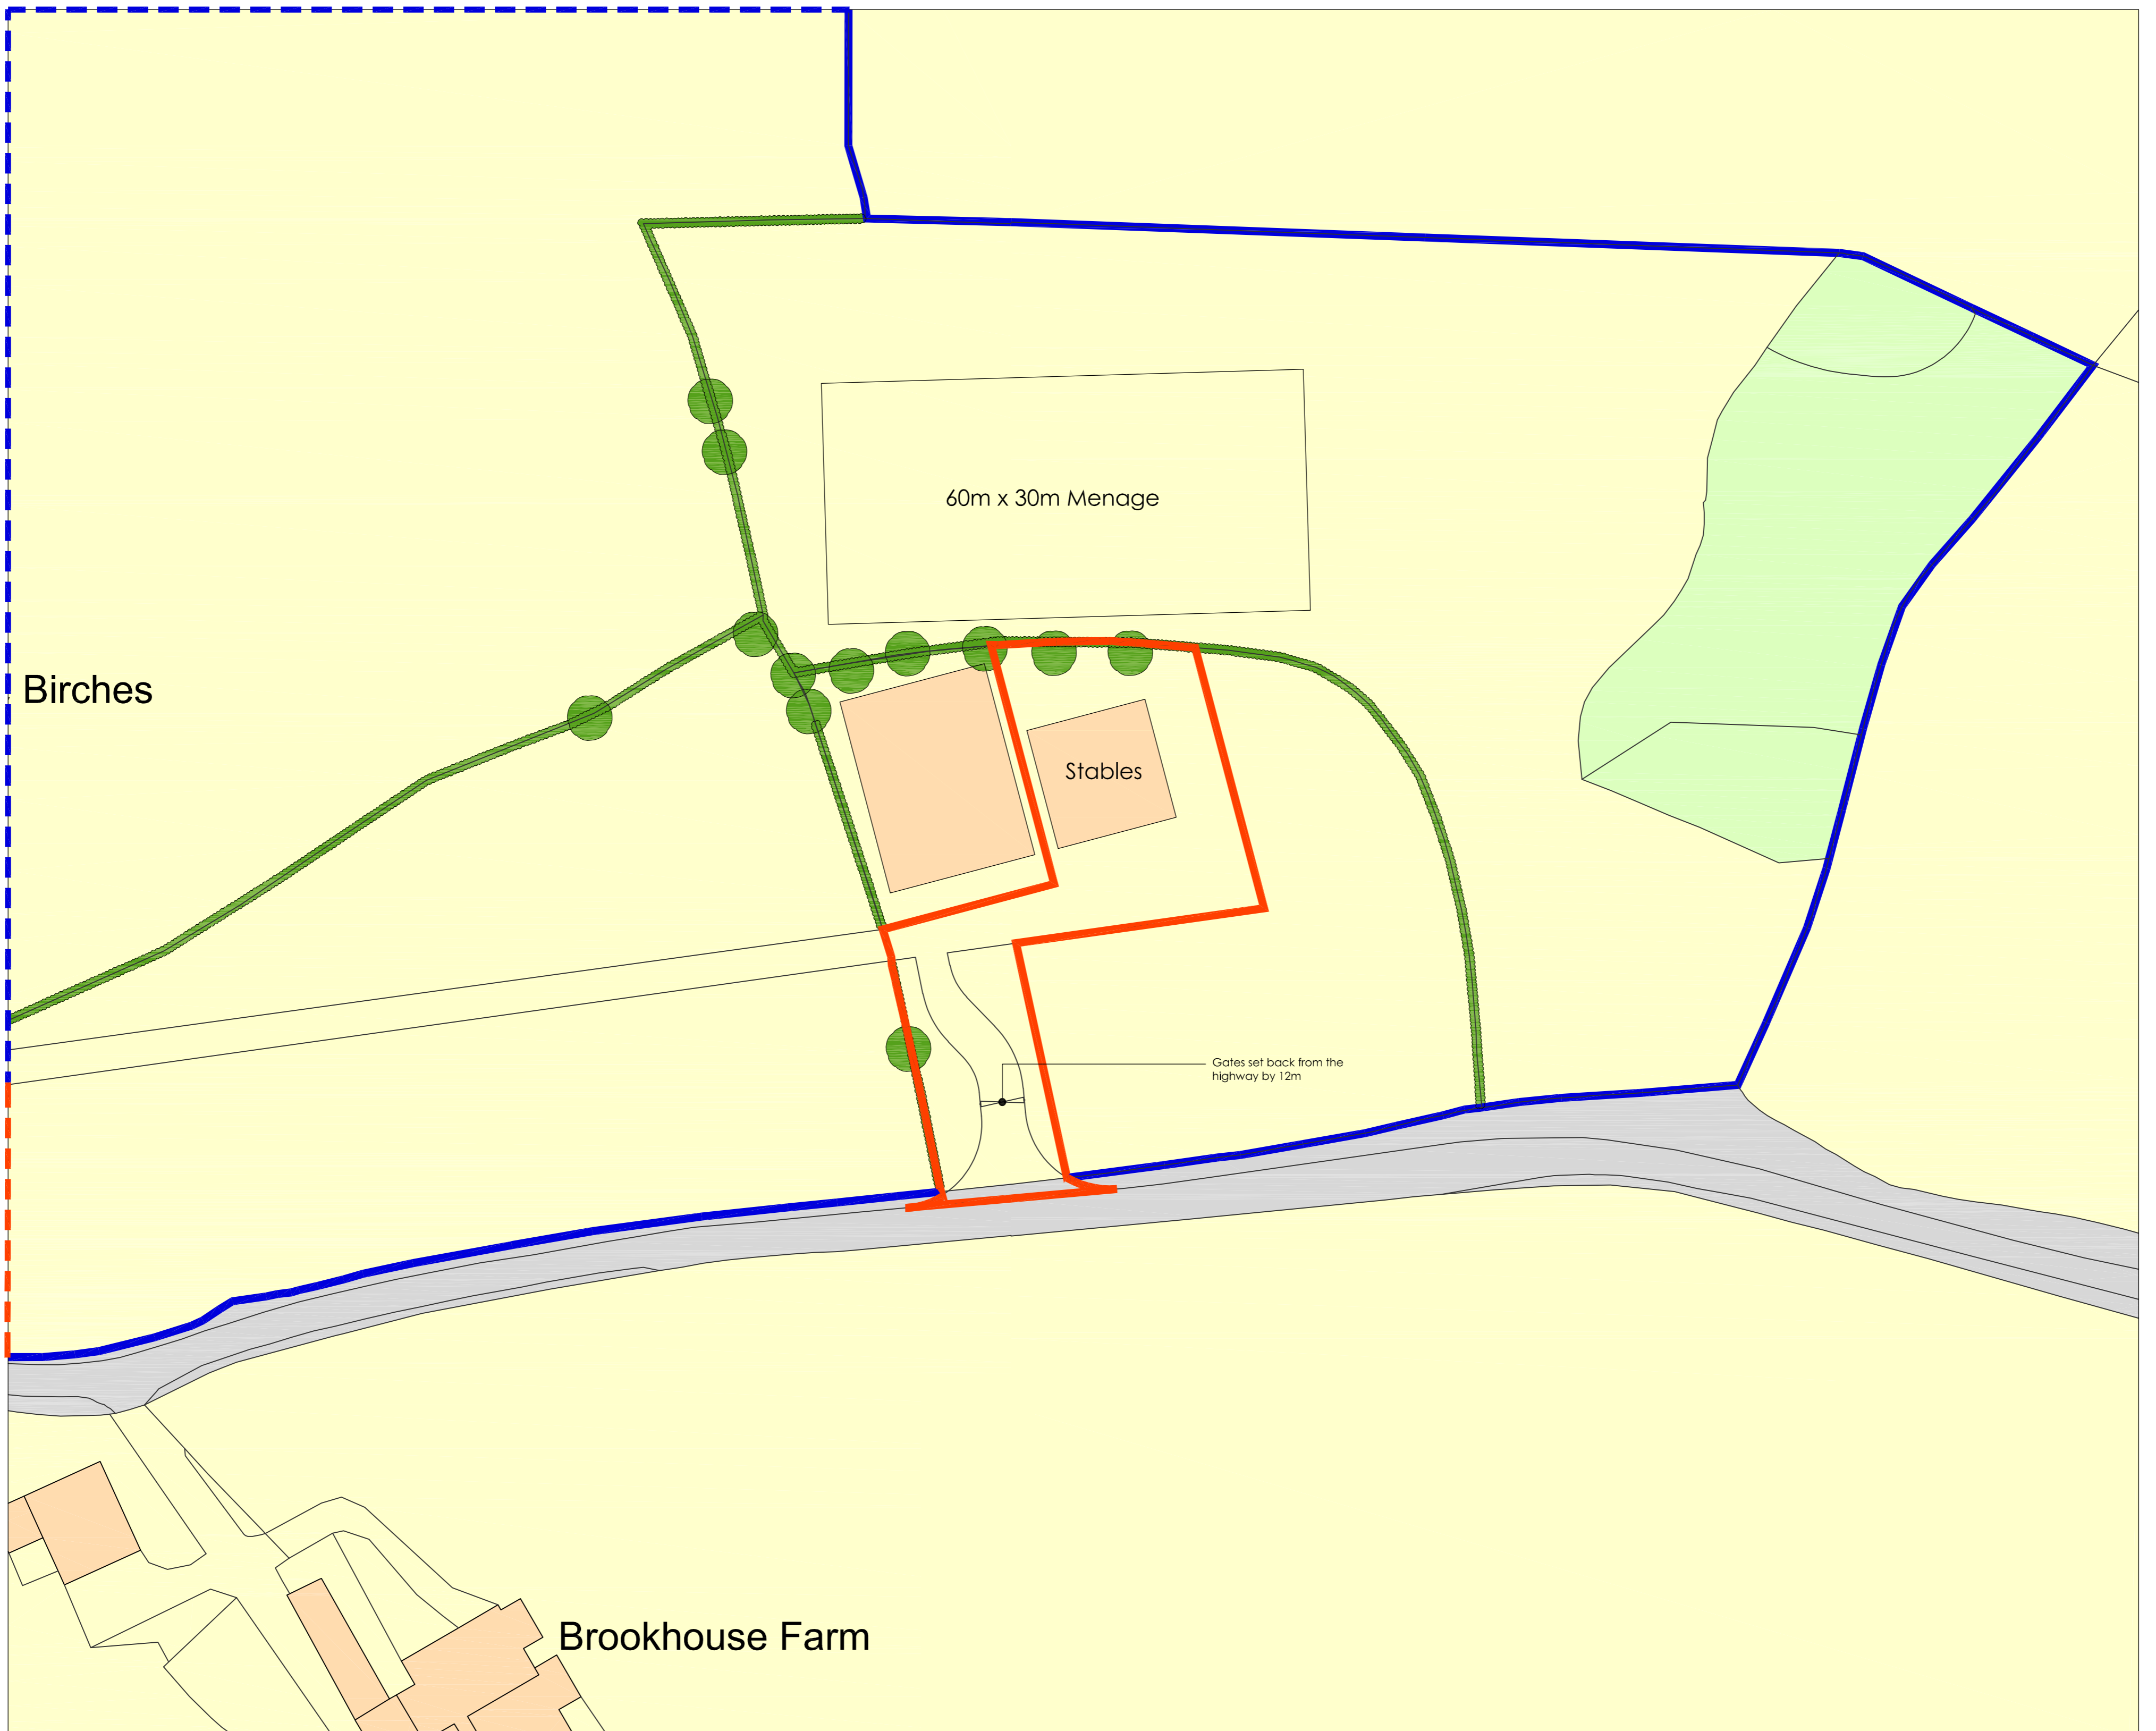 60m x 30m Menage
Birches
Stables
Gates set back from the
highway by 12m
Brookhouse Farm